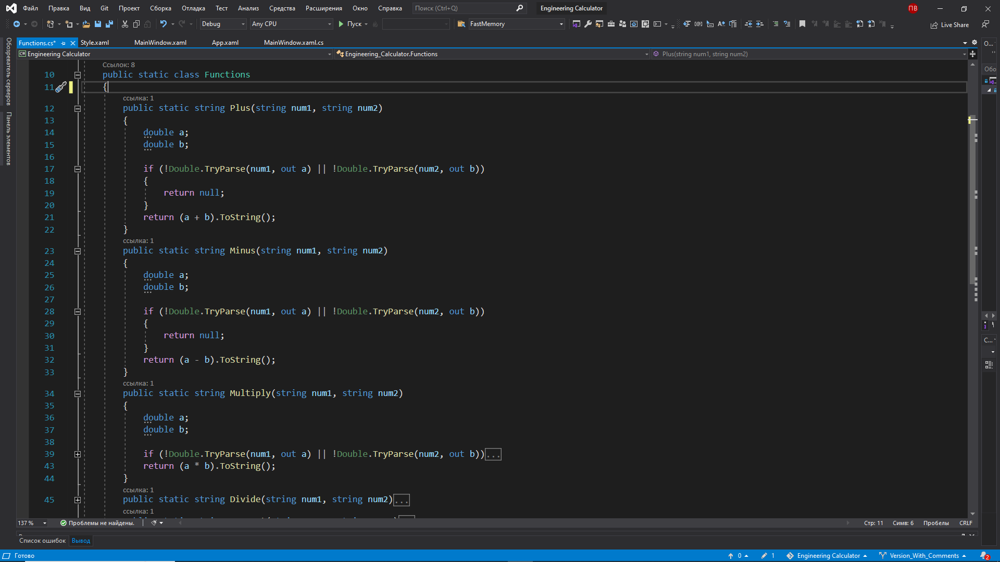 Файл Правка Вид Git Проект Сборка Отладка Тест Анализ Средства Расширения Окно Справка Поиск (Ctrl+Q) Engineering Calculator ПВ
Debug Any CPU Пуск FastMemory Live Share
Functions.cs* Style.xaml MainWindow.xaml App.xaml MainWindow.xaml.cs
C# Engineering Calculator Engineering_Calculator.Functions Plus(string num1, string num2)
Обозреватель серверов
Панель элементов
О...
Обо
С...
Ссылок: 8
10 public static class Functions
11 {
ссылка: 1
12 public static string Plus(string num1, string num2)
13 {
14 double a;
15 double b;
16
17 if (!Double.TryParse(num1, out a) || !Double.TryParse(num2, out b))
18 {
19 return null;
20 }
21 return (a + b).ToString();
22 }
ссылка: 1
23 public static string Minus(string num1, string num2)
24 {
25 double a;
26 double b;
27
28 if (!Double.TryParse(num1, out a) || !Double.TryParse(num2, out b))
29 {
30 return null;
31 }
32 return (a - b).ToString();
33 }
ссылка: 1
34 public static string Multiply(string num1, string num2)
35 {
36 double a;
37 double b;
38
39 if (!Double.TryParse(num1, out a) || !Double.TryParse(num2, out b))...
43 return (a * b).ToString();
44 }
ссылка: 1
45 public static string Divide(string num1, string num2)...
ссылка: 1
137 % Проблемы не найдены. Стр: 11 Симв: 6 Пробелы CRLF
Список ошибок Вывод
Готово 0 1 Engineering Calculator Version_With_Comments 2